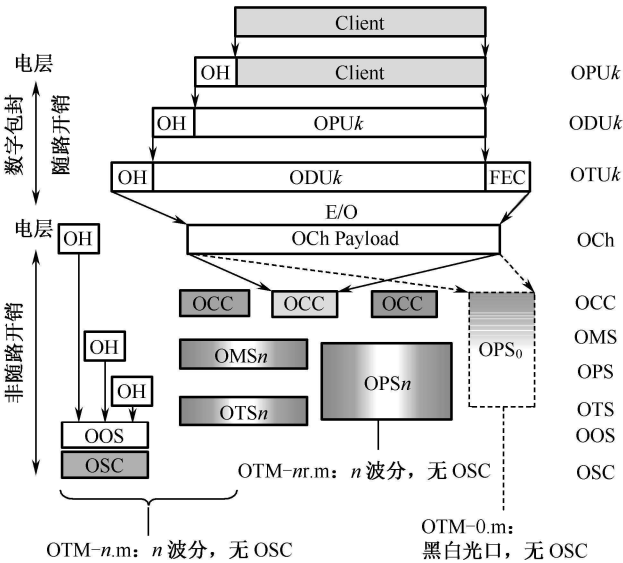 Client
电层
OH Client OPUk
OH OPUk ODUk
数字包封
随路开销
OH ODUk FEC OTUk
E/O
电层
OH
OCh Payload OCh
OCC OCC OCC OCC
OMS
OH OMSn OPSn OPS₀ OPS
非随路开销
OH OTSn OTS
OOS OOS
OSC OSC
OTM-nr.m：n 波分，无 OSC
OTM-n.m：n 波分，无 OSC
OTM-0.m：
黑白光口，无 OSC